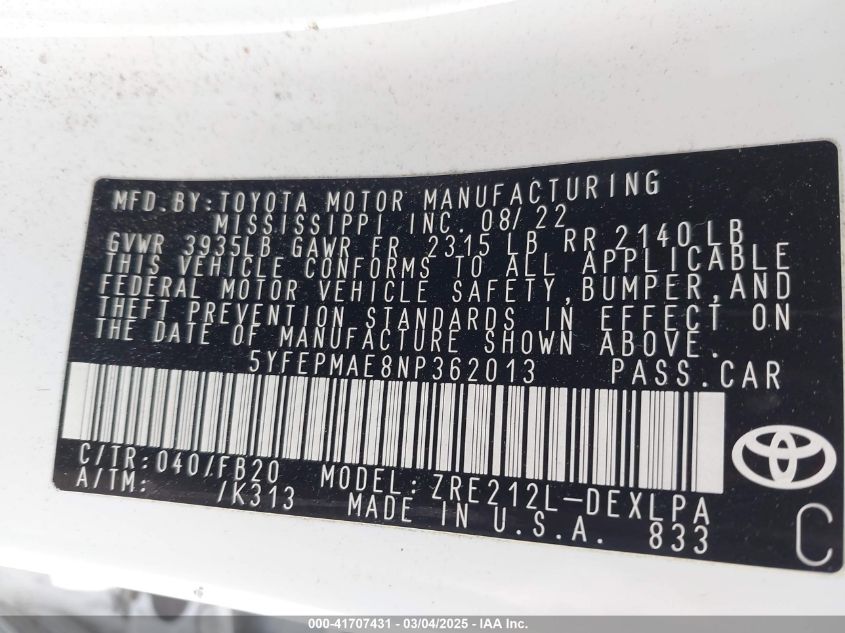 MFD. BY: TOYOTA MOTOR MANUFACTURING
MISSISSIPPI INC. 08/22
GVWR 3935LB GAWR FR 2315 LB RR 2140 LB
THIS VEHICLE CONFORMS TO ALL APPLICABLE
FEDERAL MOTOR VEHICLE SAFETY, BUMPER, AND
THEFT PREVENTION STANDARDS IN EFFECT ON
THE DATE OF MANUFACTURE SHOWN ABOVE.
5YFEPMAE8NP362013 PASS. CAR
C/TR: 040/FB20 MODEL: ZRE212L-DEXLPA
A/TM: /K313 MADE IN U.S.A. 833
C
000-41707431 - 03/04/2025 - IAA Inc.